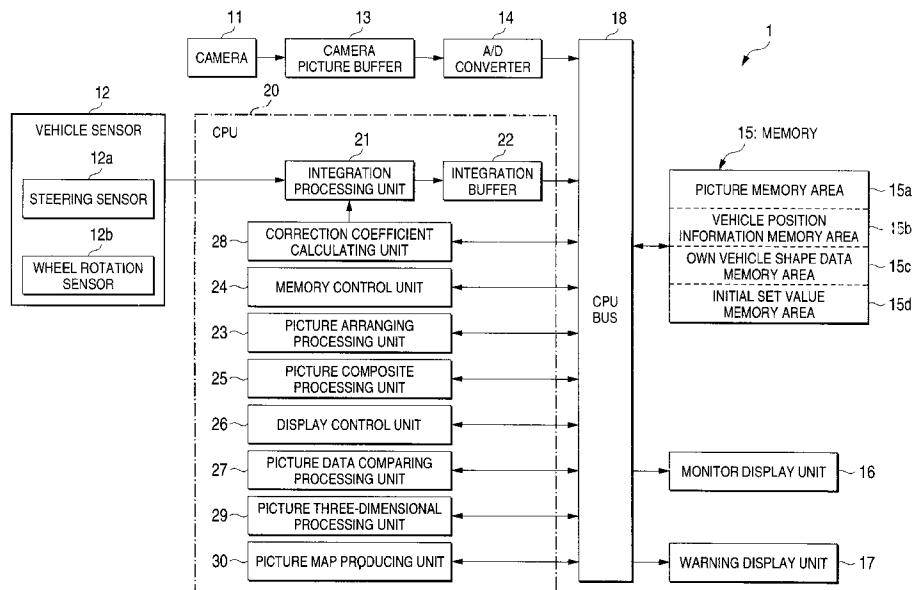 11
CAMERA
13
CAMERA
PICTURE BUFFER
14
A/D
CONVERTER
18
CPU
BUS
1
12
VEHICLE SENSOR
12a
STEERING SENSOR
12b
WHEEL ROTATION
SENSOR
20
CPU
21
INTEGRATION
PROCESSING UNIT
22
INTEGRATION
BUFFER
28
CORRECTION COEFFICIENT
CALCULATING UNIT
24
MEMORY CONTROL UNIT
23
PICTURE ARRANGING
PROCESSING UNIT
25
PICTURE COMPOSITE
PROCESSING UNIT
26
DISPLAY CONTROL UNIT
27
PICTURE DATA COMPARING
PROCESSING UNIT
29
PICTURE THREE-DIMENSIONAL
PROCESSING UNIT
30
PICTURE MAP PRODUCING UNIT
15: MEMORY
PICTURE MEMORY AREA
15a
VEHICLE POSITION
INFORMATION MEMORY AREA
15b
OWN VEHICLE SHAPE DATA
MEMORY AREA
15c
INITIAL SET VALUE
MEMORY AREA
15d
MONITOR DISPLAY UNIT
16
WARNING DISPLAY UNIT
17